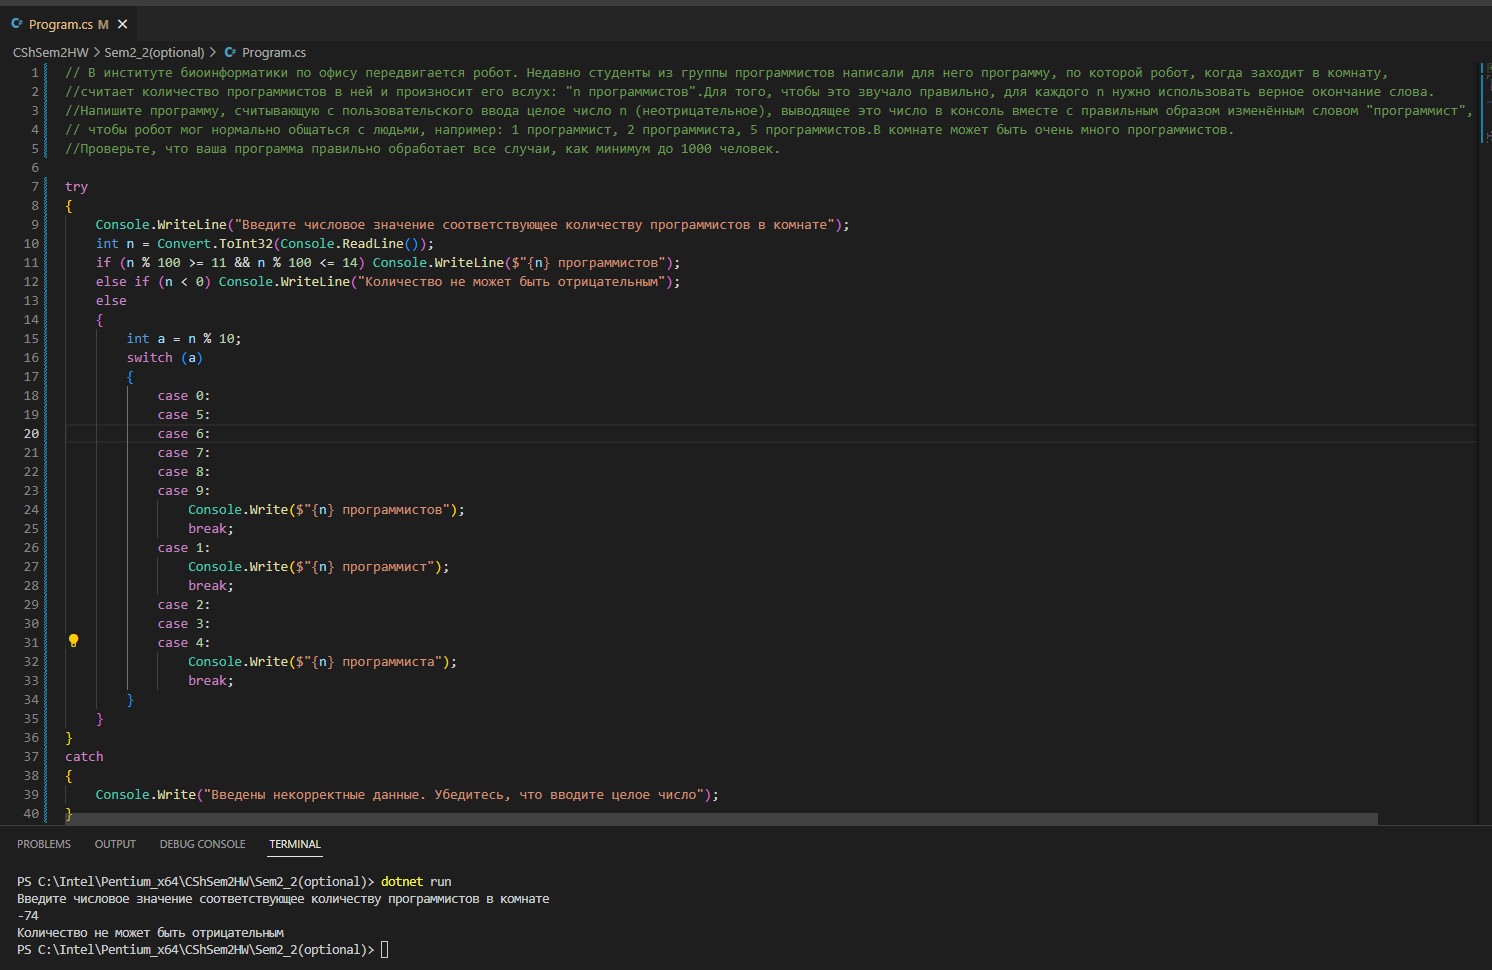 Program.cs M
CShSem2HW > Sem2_2(optional) > Program.cs
1 // В институте биоинформатики по офису передвигается робот. Недавно студенты из группы программистов написали для него программу, по которой робот, когда заходит в комнату,
2 //считает количество программистов в ней и произносит его вслух: "n программистов".Для того, чтобы это звучало правильно, для каждого n нужно использовать верное окончание слова.
3 //Напишите программу, считывающую с пользовательского ввода целое число n (неотрицательное), выводящее это число в консоль вместе с правильным образом изменённым словом "программист",
4 // чтобы робот мог нормально общаться с людьми, например: 1 программист, 2 программиста, 5 программистов.В комнате может быть очень много программистов.
5 //Проверьте, что ваша программа правильно обработает все случаи, как минимум до 1000 человек.
6
7 try
8 {
9 Console.WriteLine("Введите числовое значение соответствующее количеству программистов в комнате");
10 int n = Convert.ToInt32(Console.ReadLine());
11 if (n % 100 >= 11 && n % 100 <= 14) Console.WriteLine($"{n} программистов");
12 else if (n < 0) Console.WriteLine("Количество не может быть отрицательным");
13 else
14 {
15 int a = n % 10;
16 switch (a)
17 {
18 case 0:
19 case 5:
20 case 6:
21 case 7:
22 case 8:
23 case 9:
24 Console.Write($"{n} программистов");
25 break;
26 case 1:
27 Console.Write($"{n} программист");
28 break;
29 case 2:
30 case 3:
31 case 4:
32 Console.Write($"{n} программиста");
33 break;
34 }
35 }
36 }
37 catch
38 {
39 Console.Write("Введены некорректные данные. Убедитесь, что вводите целое число");
40 }
PROBLEMS OUTPUT DEBUG CONSOLE TERMINAL
PS C:\Intel\Pentium_x64\CShSem2HW\Sem2_2(optional)> dotnet run
Введите числовое значение соответствующее количеству программистов в комнате
-74
Количество не может быть отрицательным
PS C:\Intel\Pentium_x64\CShSem2HW\Sem2_2(optional)>